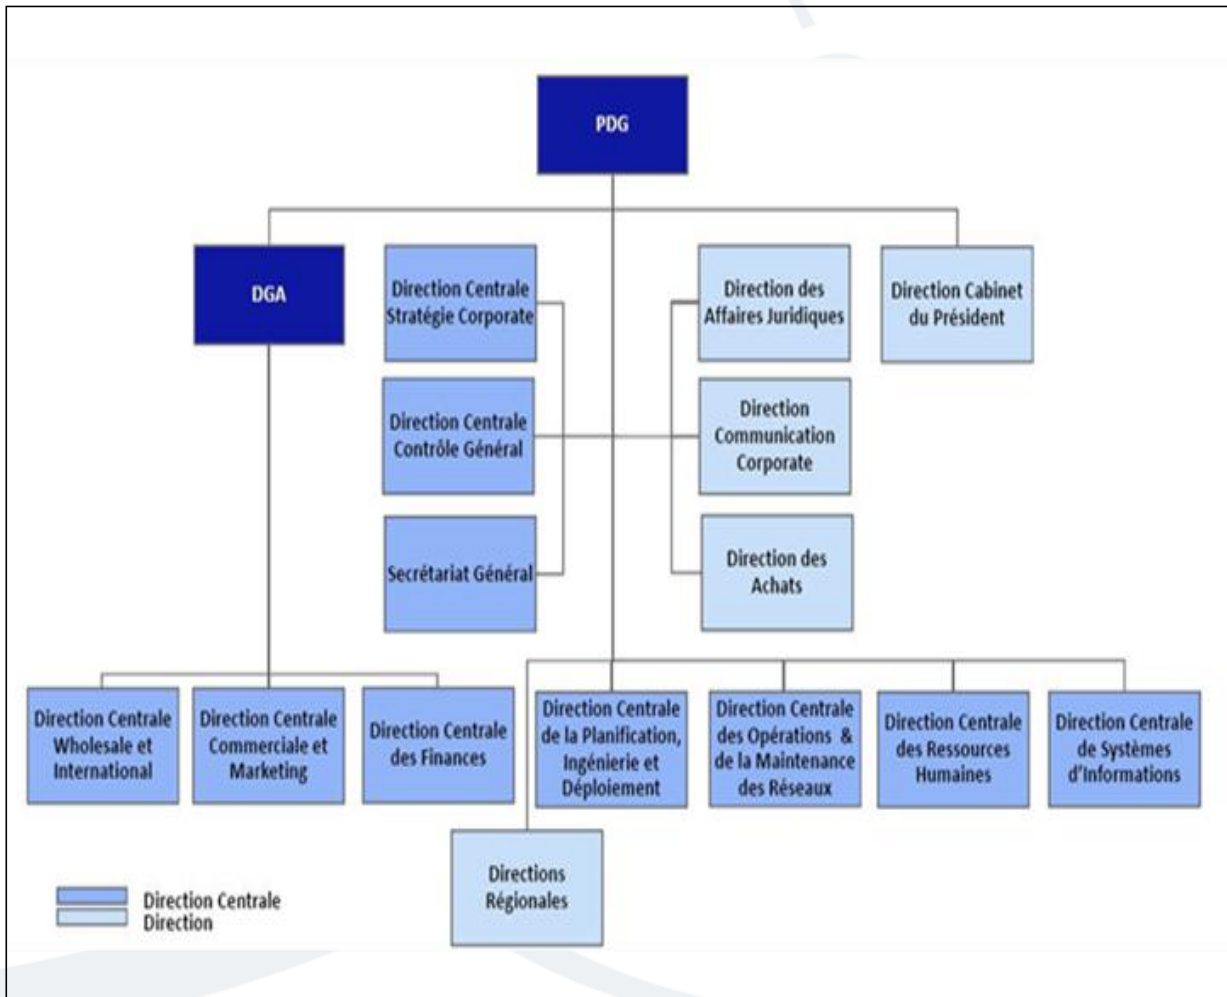 PDG
DGA
Direction Centrale
Stratégie Corporate
Direction des
Affaires Juridiques
Direction Cabinet
du Président
Direction Centrale
Contrôle Général
Direction
Communication
Corporate
Secrétariat Général
Direction des
Achats
Direction Centrale
Wholesale et
International
Direction Centrale
Commerciale et
Marketing
Direction Centrale
des Finances
Direction Centrale
de la Planification,
Ingénierie et
Déploiement
Direction Centrale
des Opérations &
de la Maintenance
des Réseaux
Direction Centrale
des Ressources
Humaines
Direction Centrale
de Systèmes
d'Informations
Directions
Régionales
Direction Centrale
Direction